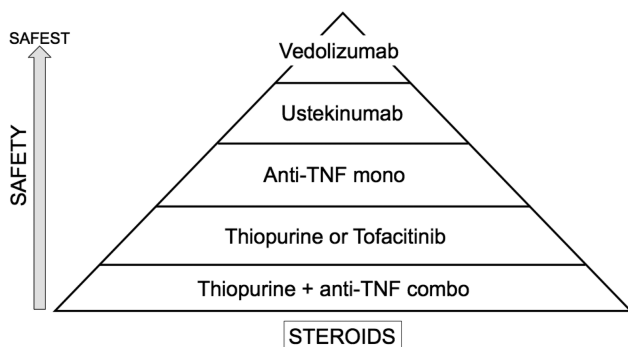 SAFEST
Vedolizumab
Ustekinumab
SAFETY
Anti-TNF mono
Thiopurine or Tofacitinib
Thiopurine + anti-TNF combo
STEROIDS